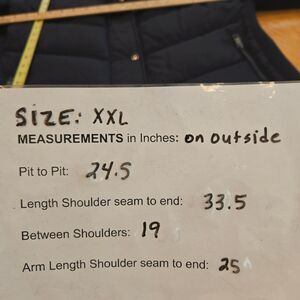 SIZE: XXL
MEASUREMENTS in Inches: on outside
Pit to Pit: 24.5
Length Shoulder seam to end: 33.5
Between Shoulders: 19
Arm Length Shoulder seam to end: 25